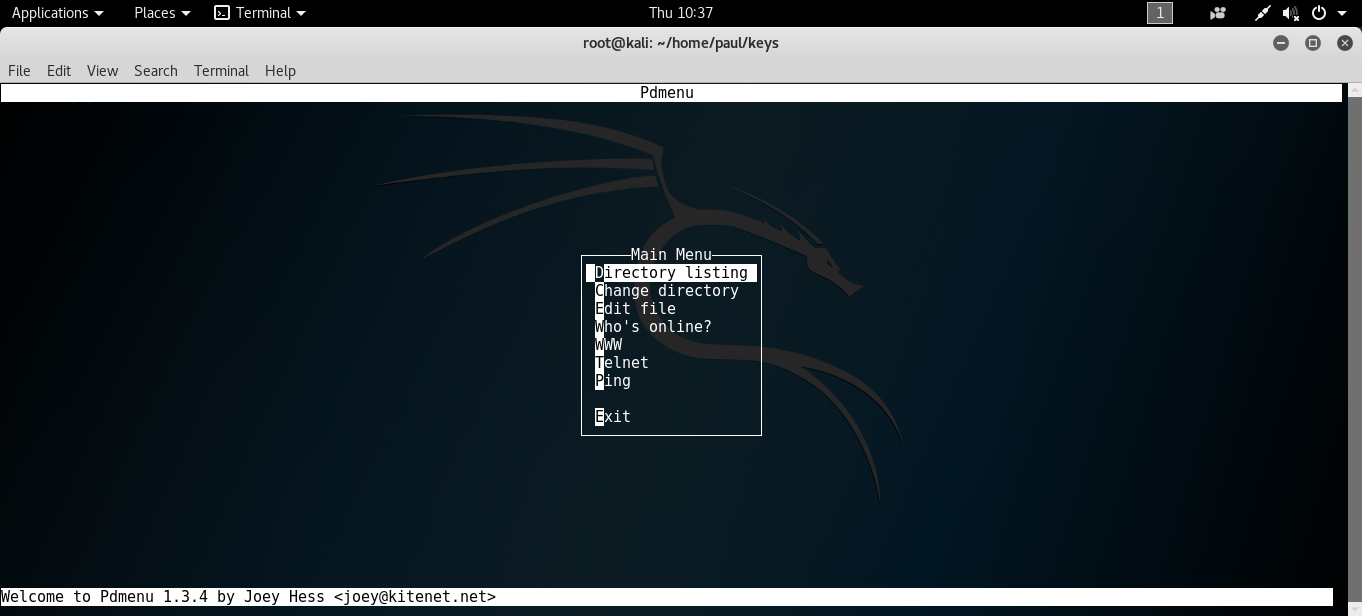 Applications Places Terminal Thu 10:37 1
root@kali: ~/home/paul/keys
File Edit View Search Terminal Help
Pdmenu
Main Menu
Directory listing
Change directory
Edit file
Who's online?
WWW
Telnet
Ping
Exit
Welcome to Pdmenu 1.3.4 by Joey Hess <joey@kitenet.net>